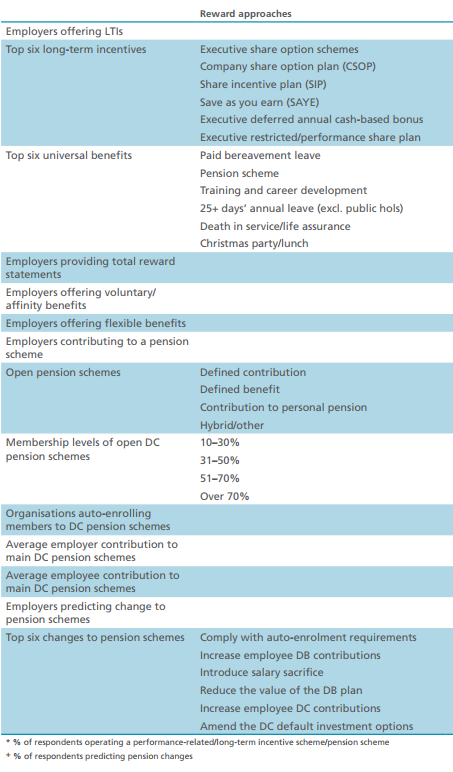 Reward approaches
Employers offering LTIs
Top six long-term incentives Executive share option schemes
Company share option plan (CSOP)
Share incentive plan (SIP)
Save as you earn (SAYE)
Executive deferred annual cash-based bonus
Executive restricted/performance share plan
Top six universal benefits Paid bereavement leave
Pension scheme
Training and career development
25+ days’ annual leave (excl. public hols)
Death in service/life assurance
Christmas party/lunch
Employers providing total reward
statements
Employers offering voluntary/
affinity benefits
Employers offering flexible benefits
Employers contributing to a pension
scheme
Open pension schemes Defined contribution
Defined benefit
Contribution to personal pension
Hybrid/other
Membership levels of open DC 10–30%
pension schemes 31–50%
51–70%
Over 70%
Organisations auto-enrolling
members to DC pension schemes
Average employer contribution to
main DC pension schemes
Average employee contribution to
main DC pension schemes
Employers predicting change to
pension schemes
Top six changes to pension schemes Comply with auto-enrolment requirements
Increase employee DB contributions
Introduce salary sacrifice
Reduce the value of the DB plan
Increase employee DC contributions
Amend the DC default investment options
* % of respondents operating a performance-related/long-term incentive scheme/pension scheme
+ % of respondents predicting pension changes